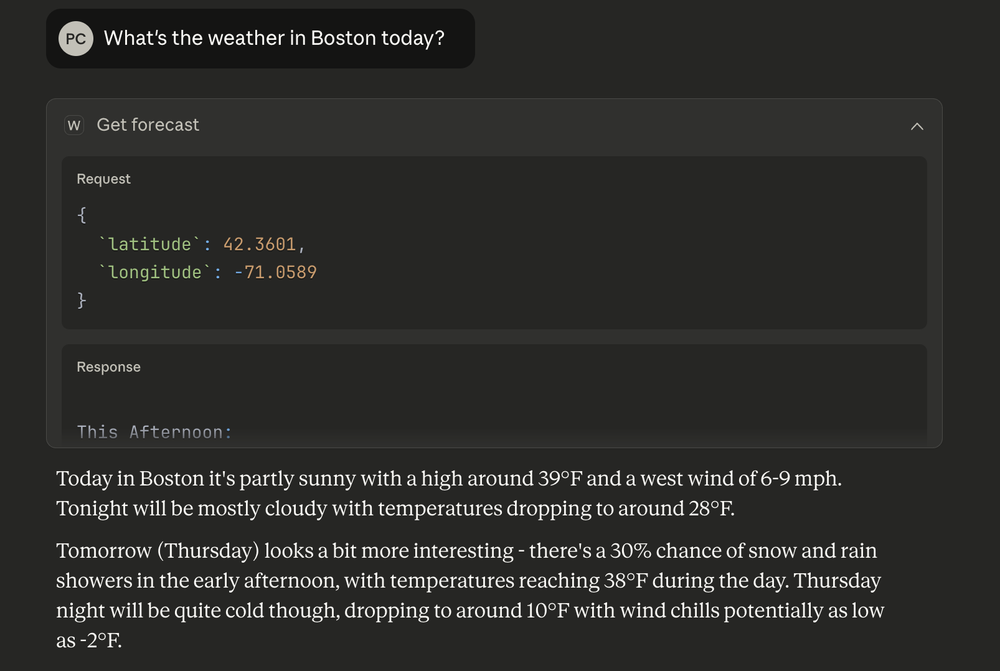 PC What's the weather in Boston today?
W Get forecast
Request
{
`latitude`: 42.3601,
`longitude`: -71.0589
}
Response
This Afternoon:
Today in Boston it's partly sunny with a high around 39°F and a west wind of 6-9 mph.
Tonight will be mostly cloudy with temperatures dropping to around 28°F.
Tomorrow (Thursday) looks a bit more interesting - there's a 30% chance of snow and rain
showers in the early afternoon, with temperatures reaching 38°F during the day. Thursday
night will be quite cold though, dropping to around 10°F with wind chills potentially as low
as -2°F.